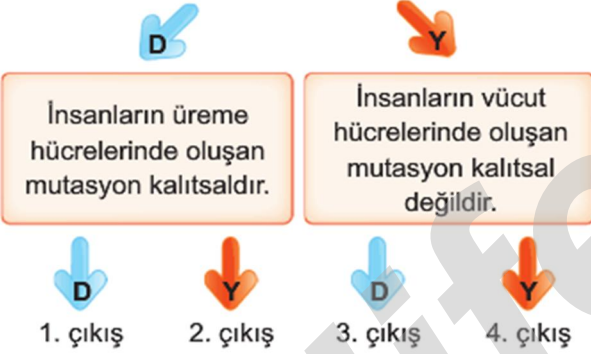 D
Y
İnsanların üreme
hücrelerinde oluşan
mutasyon kalıtsaldır.
İnsanların vücut
hücrelerinde oluşan
mutasyon kalıtsal
değildir.
D
Y
D
Y
1. çıkış
2. çıkış
3. çıkış
4. çıkış